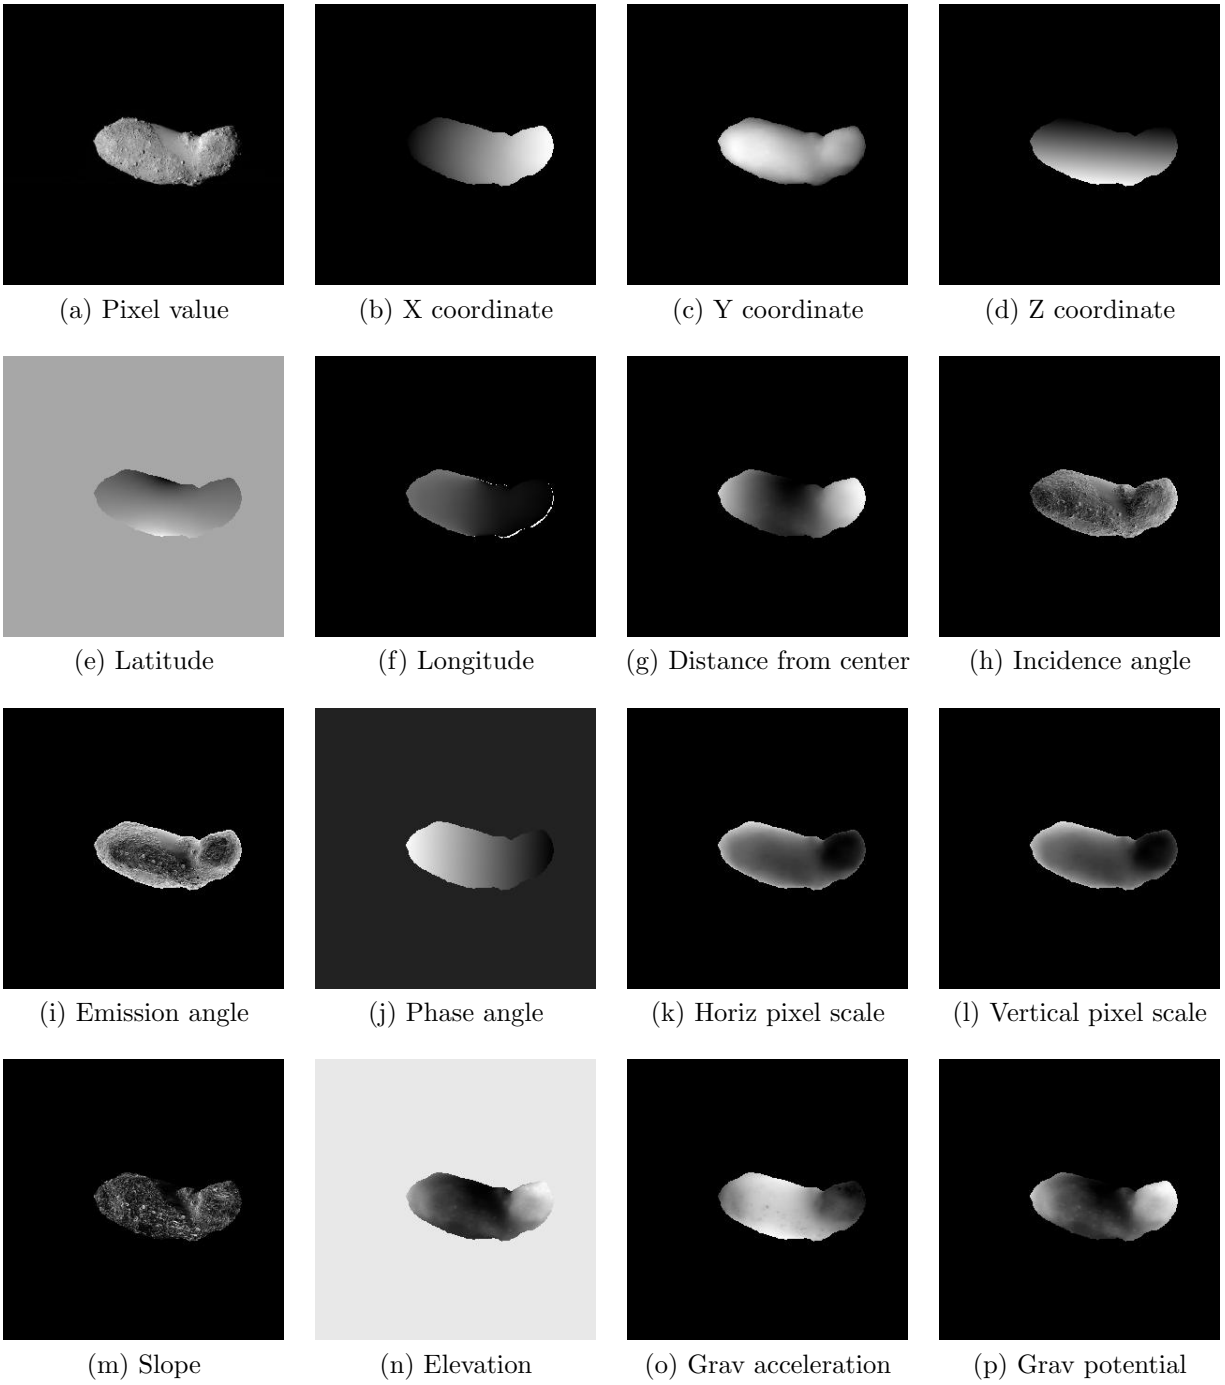 (a) Pixel value
(b) X coordinate
(c) Y coordinate
(d) Z coordinate
(e) Latitude
(f) Longitude
(g) Distance from center
(h) Incidence angle
(i) Emission angle
(j) Phase angle
(k) Horiz pixel scale
(l) Vertical pixel scale
(m) Slope
(n) Elevation
(o) Grav acceleration
(p) Grav potential